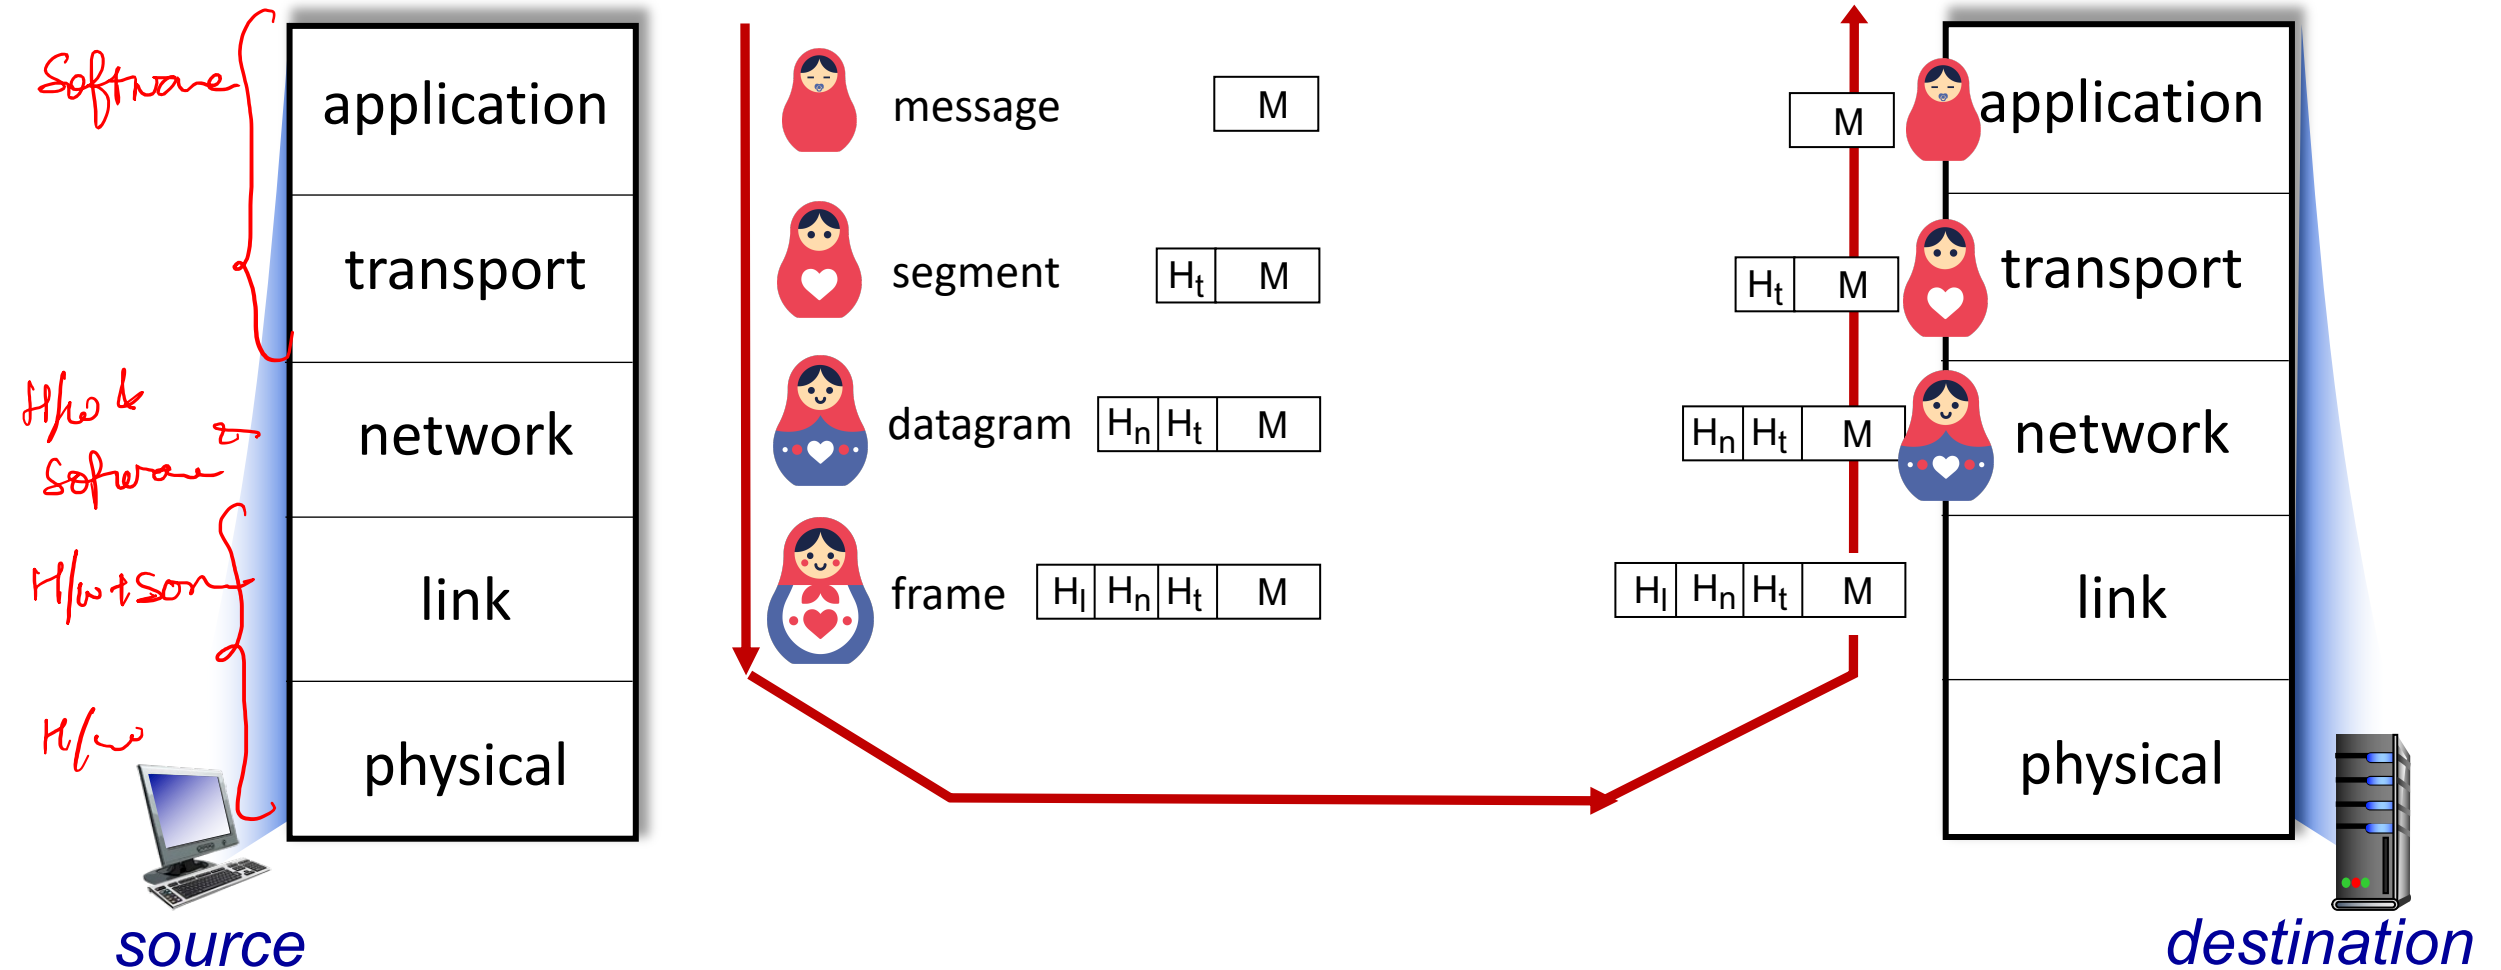 Software
application
transport
H/w &
Software
network
H/w + So
link
H/w
physical
source
message
M
segment
Ht M
datagram
Hn Ht M
frame
Hl Hn Ht M
M
Ht M
Hn Ht M
Hl Hn Ht M
application
transport
network
link
physical
destination